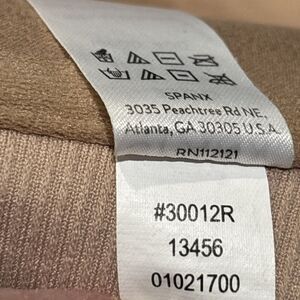 SPANX
3035 Peachtree Rd NE,
Atlanta, GA 30305 U.S.A.
RN112121
#30012R
13456
01021700